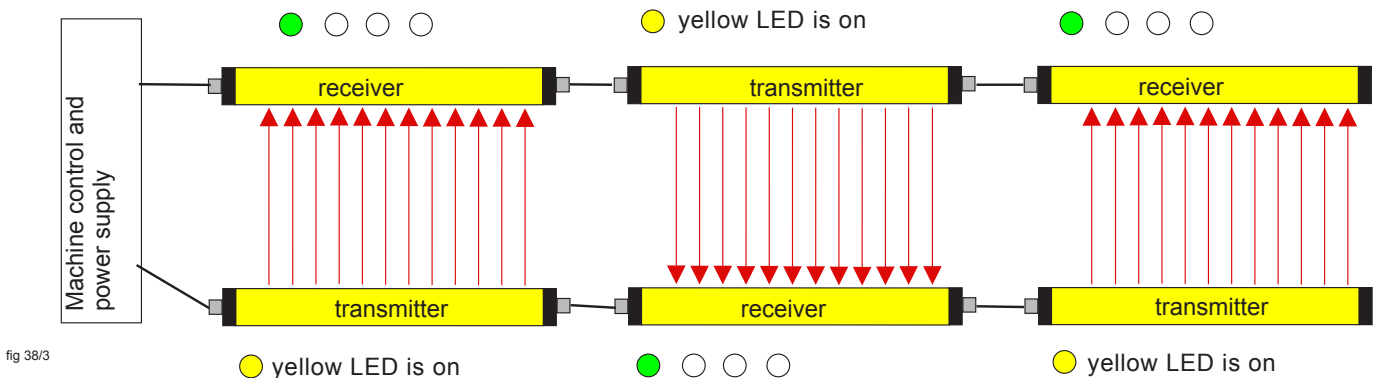 yellow LED is on
Machine control and
power supply
receiver
transmitter
receiver
transmitter
receiver
transmitter
fig 38/3
yellow LED is on
yellow LED is on